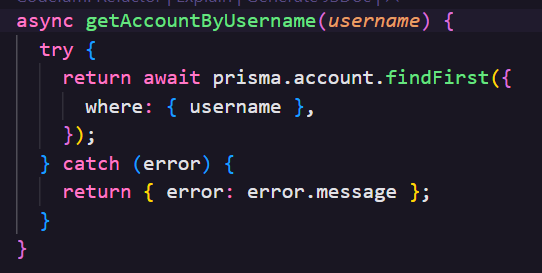 Codeium: Refactor | Explain | Generate JSDoc | ×
async getAccountByUsername(username) {
try {
return await prisma.account.findFirst({
where: { username },
});
} catch (error) {
return { error: error.message };
}
}